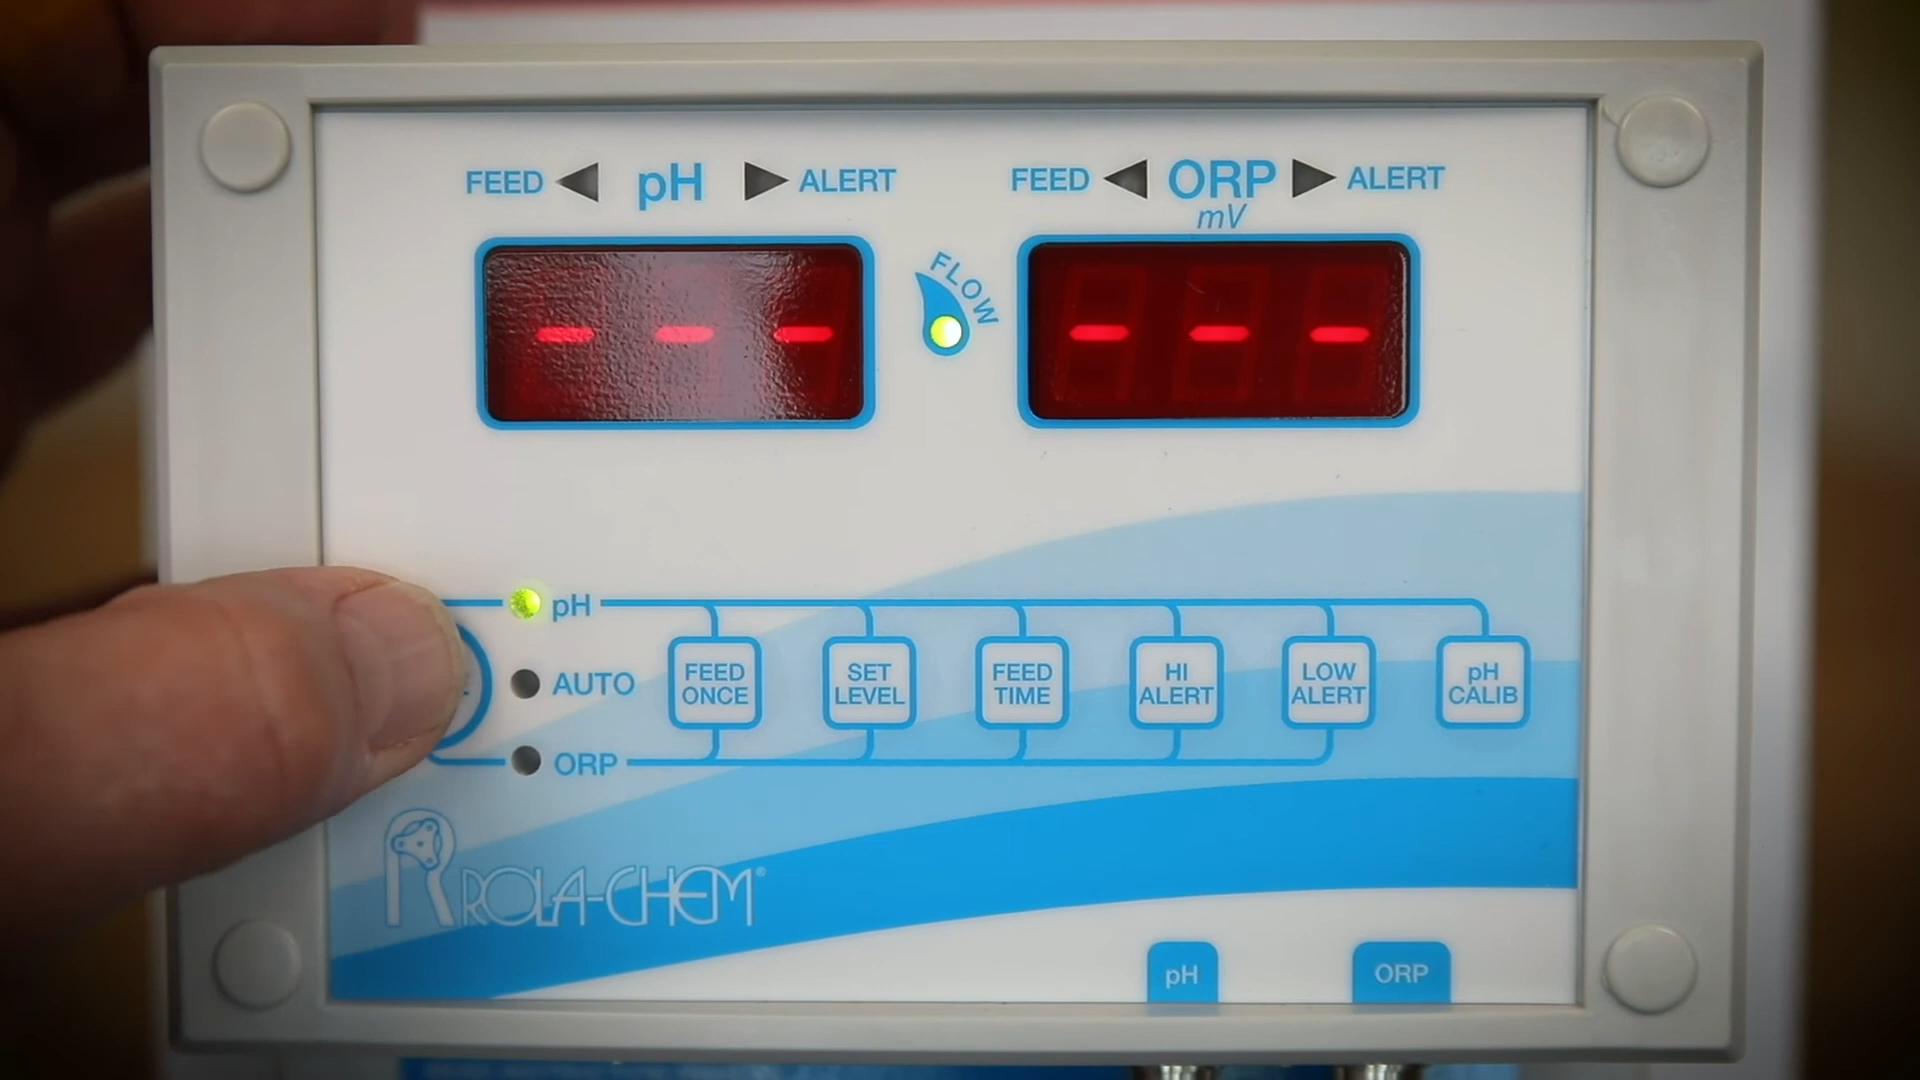 FEED pH ALERT
FEED ORP ALERT
mV
FLOW
- - -
- - -
pH
AUTO
ORP
FEED
ONCE
SET
LEVEL
FEED
TIME
HI
ALERT
LOW
ALERT
pH
CALIB
ROLA-CHEM®
pH
ORP